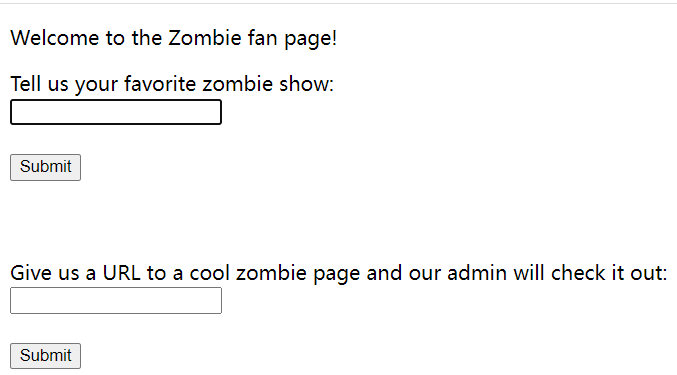 Welcome to the Zombie fan page!
Tell us your favorite zombie show:
Submit
Give us a URL to a cool zombie page and our admin will check it out:
Submit